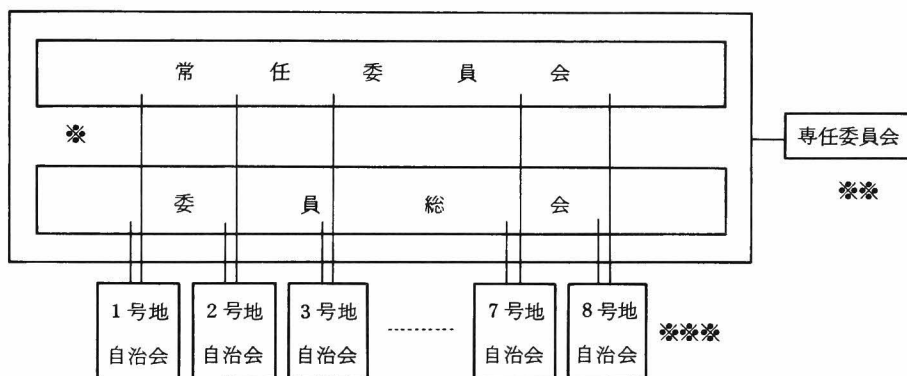 常任委員会
※
専任委員会
※※
委員総会
1号地自治会
2号地自治会
3号地自治会
7号地自治会
8号地自治会
※※※